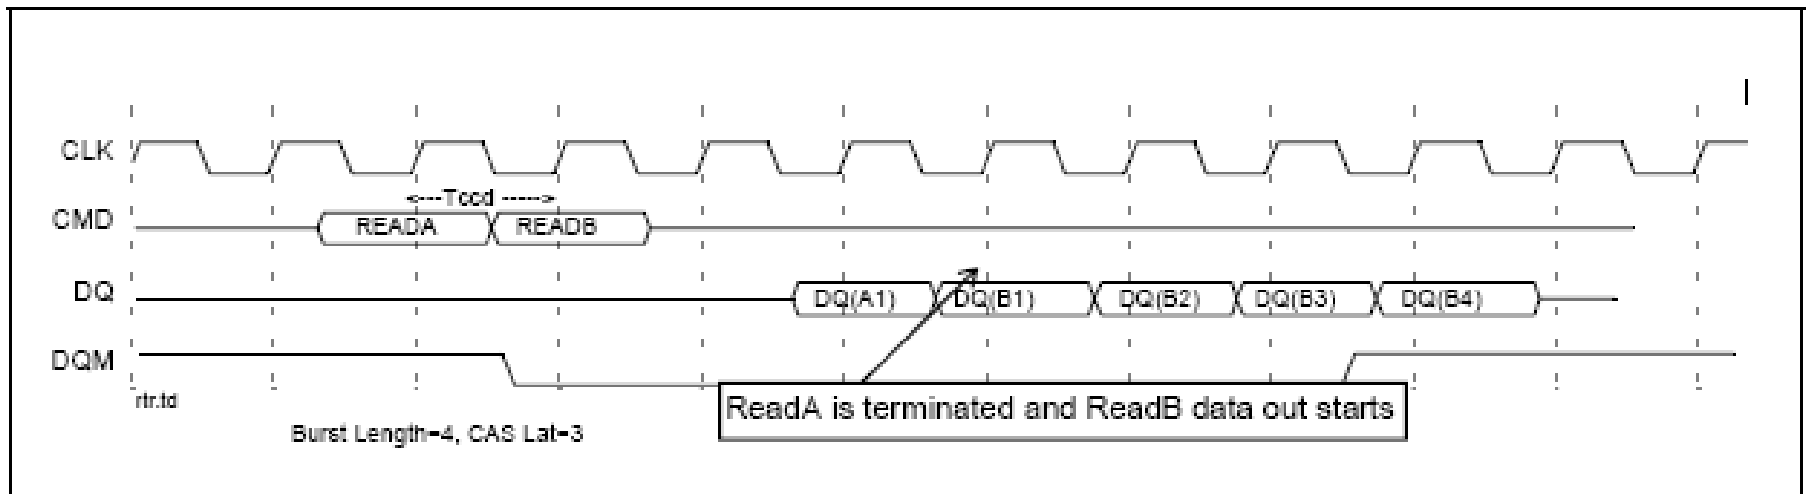 CLK
<---Tccd ----->
CMD
READA
READB
DQ
DQ(A1)
DQ(B1)
DQ(B2)
DQ(B3)
DQ(B4)
DQM
rtr.td
ReadA is terminated and ReadB data out starts
Burst Length=4, CAS Lat=3